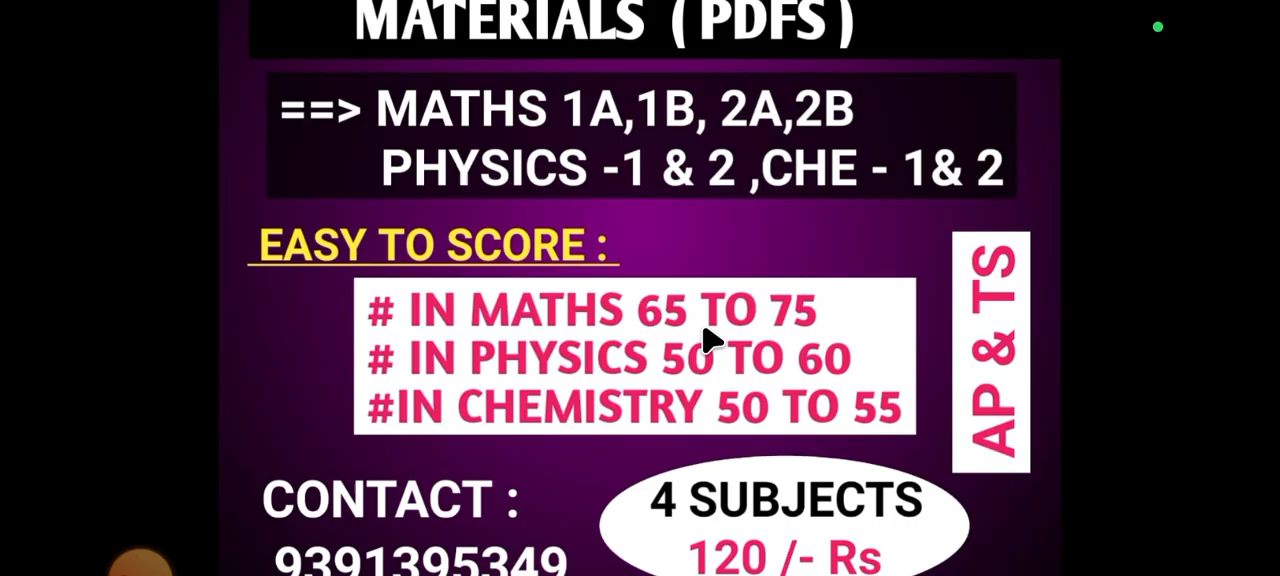 MATERIALS ( PDFS )
==> MATHS 1A,1B, 2A,2B
PHYSICS -1 & 2 ,CHE - 1& 2
EASY TO SCORE :
# IN MATHS 65 TO 75
# IN PHYSICS 50 TO 60
#IN CHEMISTRY 50 TO 55
AP & TS
CONTACT :
9391395349
4 SUBJECTS
120 /- Rs